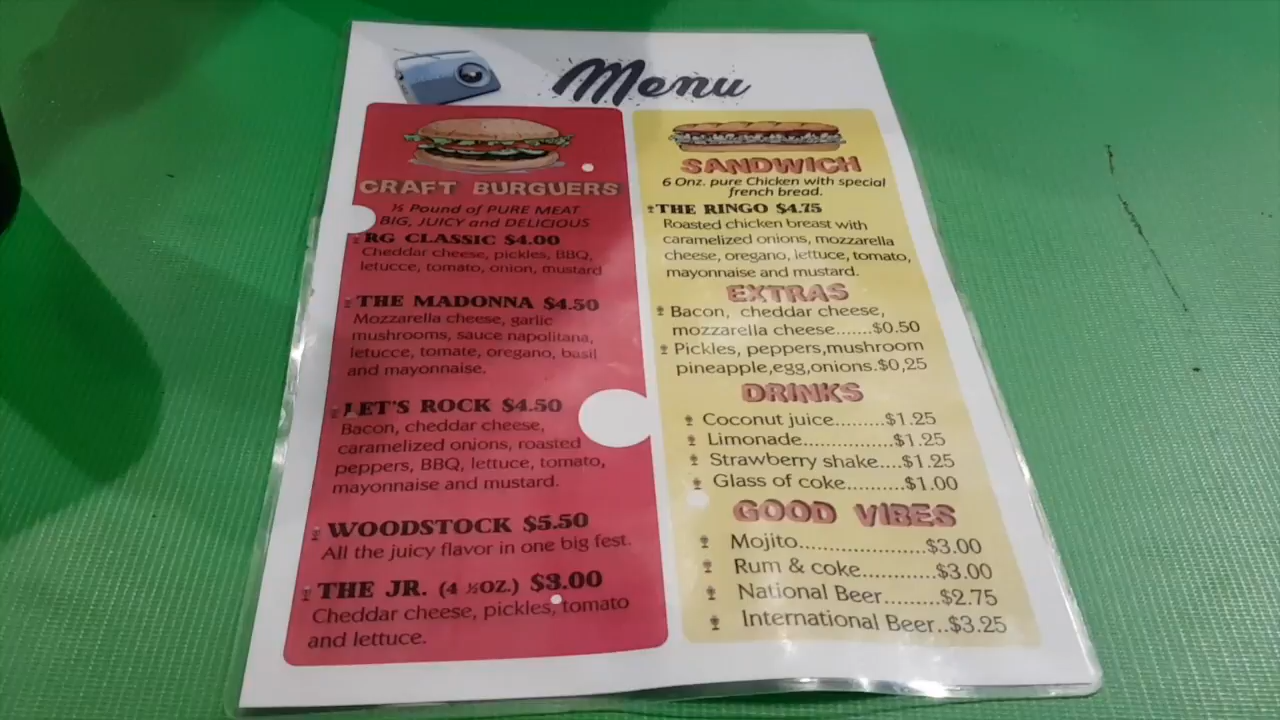 Menu
CRAFT BURGUERS
⅓ Pound of PURE MEAT
BIG, JUICY and DELICIOUS
RG CLASSIC $4.00
Cheddar cheese, pickles, BBQ,
letucce, tomato, onion, mustard
THE MADONNA $4.50
Mozzarella cheese, garlic
mushrooms, sauce napolitana,
letucce, tomate, oregano, basil
and mayonnaise.
LET'S ROCK $4.50
Bacon, cheddar cheese,
caramelized onions, roasted
peppers, BBQ, lettuce, tomato,
mayonnaise and mustard.
WOODSTOCK $5.50
All the juicy flavor in one big fest.
THE JR. (4 ½OZ.) $3.00
Cheddar cheese, pickles, tomato
and lettuce.
SANDWICH
6 Onz. pure Chicken with special
french bread.
THE RINGO $4.75
Roasted chicken breast with
caramelized onions, mozzarella
cheese, oregano, lettuce, tomato,
mayonnaise and mustard.
EXTRAS
Bacon, cheddar cheese,
mozzarella cheese.......$0.50
Pickles, peppers,mushroom
pineapple,egg,onions.$0,25
DRINKS
Coconut juice.........$1.25
Limonade...............$1.25
Strawberry shake....$1.25
Glass of coke..........$1.00
GOOD VIBES
Mojito......................$3.00
Rum & coke.............$3.00
National Beer.........$2.75
International Beer..$3.25